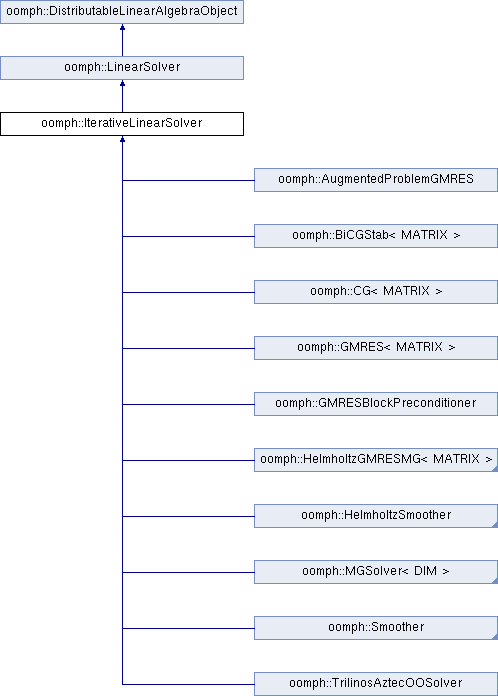 oomph::DistributableLinearAlgebraObject
oomph::LinearSolver
oomph::IterativeLinearSolver
oomph::AugmentedProblemGMRES
oomph::BiCGStab< MATRIX >
oomph::CG< MATRIX >
oomph::GMRES< MATRIX >
oomph::GMRESBlockPreconditioner
oomph::HelmholtzGMRESMG< MATRIX >
oomph::HelmholtzSmoother
oomph::MGSolver< DIM >
oomph::Smoother
oomph::TrilinosAztecOOSolver